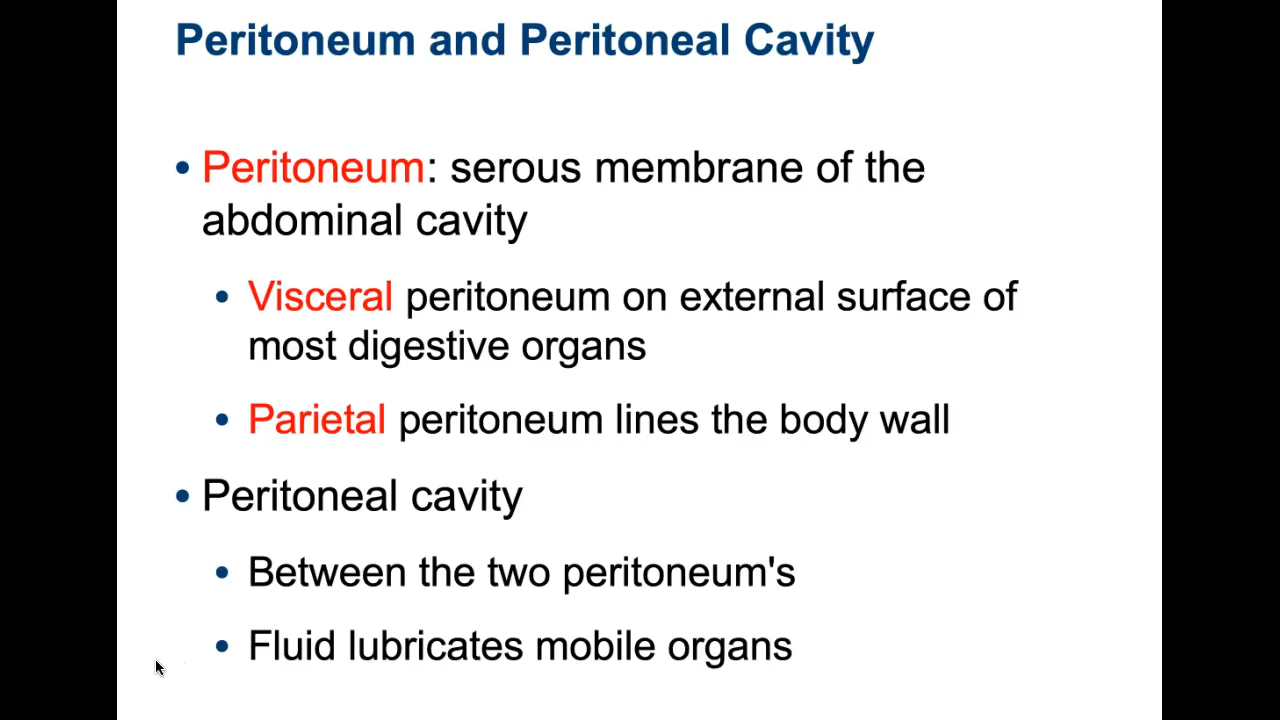 Peritoneum and Peritoneal Cavity
• Peritoneum: serous membrane of the
abdominal cavity
• Visceral peritoneum on external surface of
most digestive organs
• Parietal peritoneum lines the body wall
• Peritoneal cavity
• Between the two peritoneum's
• Fluid lubricates mobile organs